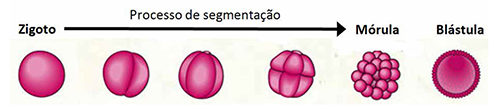 Processo de segmentação
Zigoto Mórula Blástula